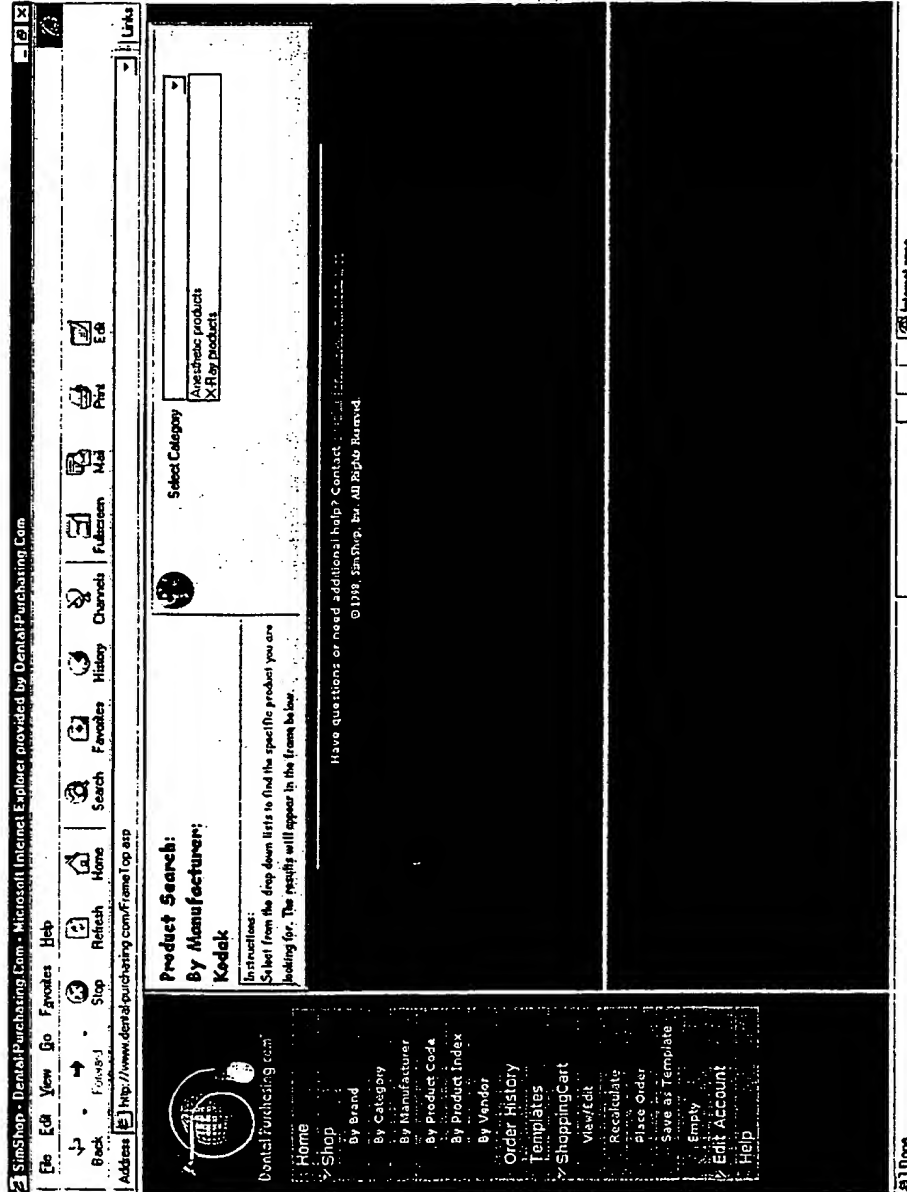 SimShop - Dental-Purchasing.Com - Microsoft Internet Explorer provided by Dental-Purchasing.Com
File Edit View Go Favorites Help
Back Forward Stop Refresh Home Search Favorites History Channels Fullscreen Mail Print Edit
Address http://www.dental-purchasing.com/FrameTop.asp Links
Dental Purchasing.com
Home
Shop
By Brand
By Category
By Manufacturer
By Product Code
By Product Index
By Vendor
Order History
Templates
ShoppingCart
View/Edit
Recalculate
Place Order
Save as Template
Empty
Edit Account
Help
Product Search:
By Manufacturer:
Kodak
Instructions:
Select from the drop down lists to find the specific product you are
looking for. The results will appear in the frame below.
Select Category
Anesthetic products
X-Ray products
Have questions or need additional help? Contact
©1998, SimShop, Inc. All Rights Reserved.
Done
Internet zone